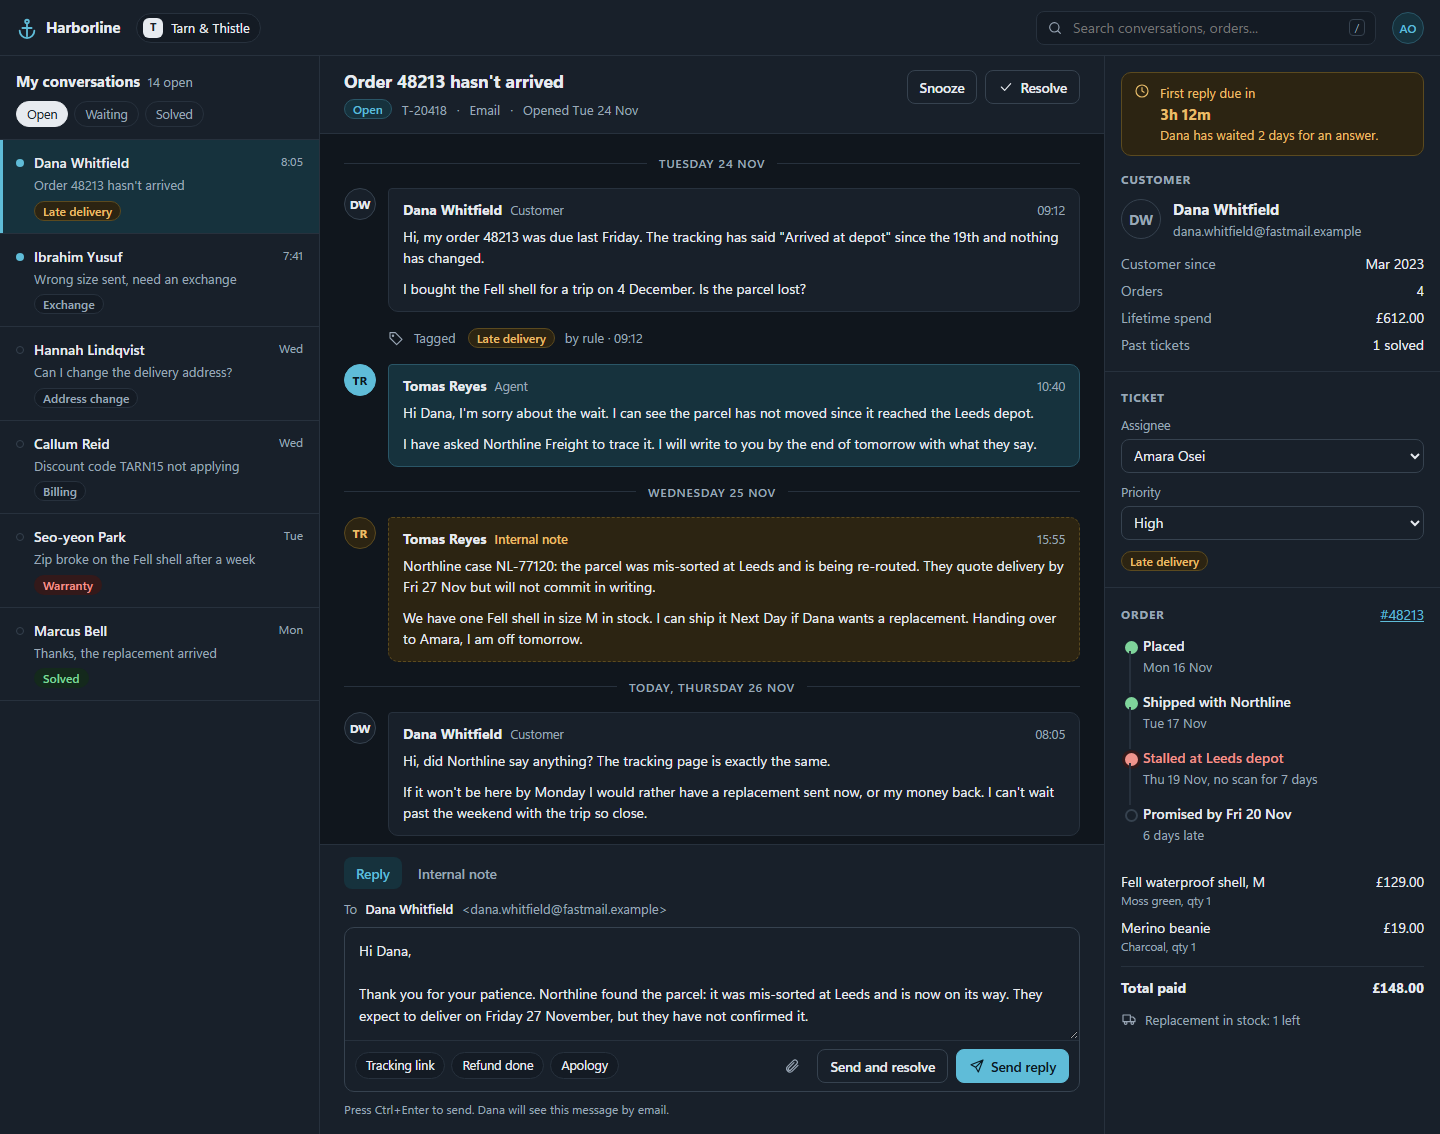 Harborline
T Tarn & Thistle
Search conversations, orders... /
AO
My conversations 14 open
Open Waiting Solved
Dana Whitfield 8:05
Order 48213 hasn't arrived
Late delivery
Ibrahim Yusuf 7:41
Wrong size sent, need an exchange
Exchange
Hannah Lindqvist Wed
Can I change the delivery address?
Address change
Callum Reid Wed
Discount code TARN15 not applying
Billing
Seo-yeon Park Tue
Zip broke on the Fell shell after a week
Warranty
Marcus Bell Mon
Thanks, the replacement arrived
Solved
Order 48213 hasn't arrived
Open T-20418 · Email · Opened Tue 24 Nov
Snooze Resolve
TUESDAY 24 NOV
DW
Dana Whitfield Customer 09:12
Hi, my order 48213 was due last Friday. The tracking has said "Arrived at depot" since the 19th and nothing
has changed.
I bought the Fell shell for a trip on 4 December. Is the parcel lost?
Tagged Late delivery by rule · 09:12
TR
Tomas Reyes Agent 10:40
Hi Dana, I'm sorry about the wait. I can see the parcel has not moved since it reached the Leeds depot.
I have asked Northline Freight to trace it. I will write to you by the end of tomorrow with what they say.
WEDNESDAY 25 NOV
TR
Tomas Reyes Internal note 15:55
Northline case NL-77120: the parcel was mis-sorted at Leeds and is being re-routed. They quote delivery by
Fri 27 Nov but will not commit in writing.
We have one Fell shell in size M in stock. I can ship it Next Day if Dana wants a replacement. Handing over
to Amara, I am off tomorrow.
TODAY, THURSDAY 26 NOV
DW
Dana Whitfield Customer 08:05
Hi, did Northline say anything? The tracking page is exactly the same.
If it won't be here by Monday I would rather have a replacement sent now, or my money back. I can't wait
past the weekend with the trip so close.
Reply Internal note
To Dana Whitfield <dana.whitfield@fastmail.example>
Hi Dana,
Thank you for your patience. Northline found the parcel: it was mis-sorted at Leeds and is now on its way. They
expect to deliver on Friday 27 November, but they have not confirmed it.
Tracking link Refund done Apology
Send and resolve Send reply
Press Ctrl+Enter to send. Dana will see this message by email.
First reply due in
3h 12m
Dana has waited 2 days for an answer.
CUSTOMER
DW
Dana Whitfield
dana.whitfield@fastmail.example
Customer since Mar 2023
Orders 4
Lifetime spend £612.00
Past tickets 1 solved
TICKET
Assignee
Amara Osei
Priority
High
Late delivery
ORDER #48213
Placed
Mon 16 Nov
Shipped with Northline
Tue 17 Nov
Stalled at Leeds depot
Thu 19 Nov, no scan for 7 days
Promised by Fri 20 Nov
6 days late
Fell waterproof shell, M £129.00
Moss green, qty 1
Merino beanie £19.00
Charcoal, qty 1
Total paid £148.00
Replacement in stock: 1 left